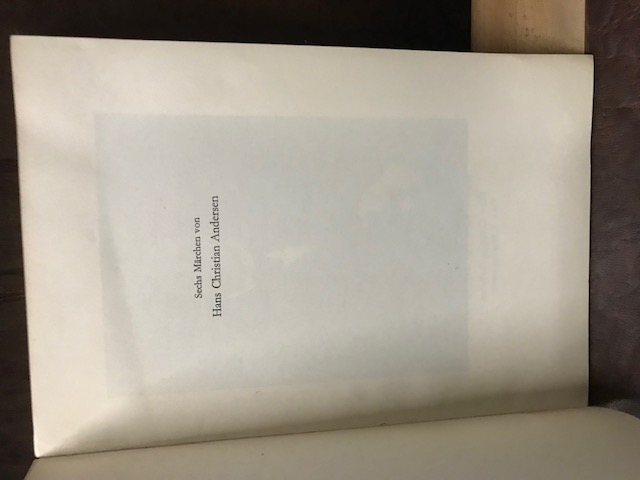 Sechs Märchen von
Hans Christian Andersen